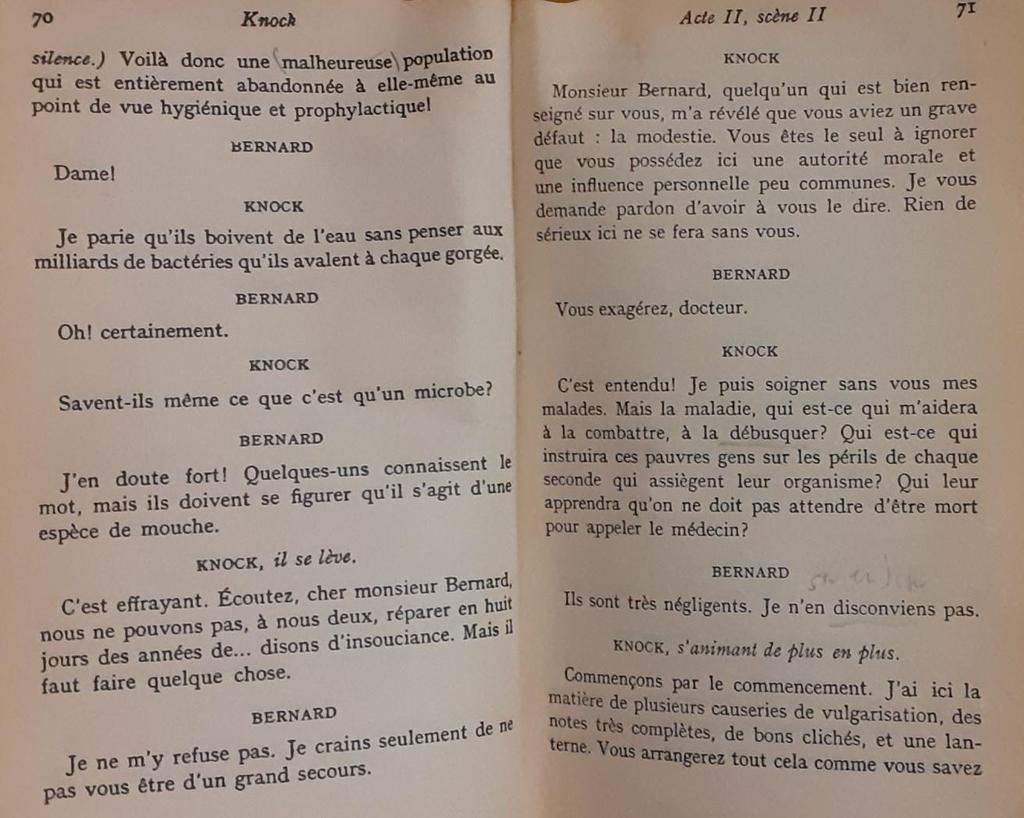 70
Knock
silence.) Voilà donc une malheureuse population
qui est entièrement abandonnée à elle-même au
point de vue hygiénique et prophylactique!
BERNARD
Dame!
KNOCK
Je parie qu'ils boivent de l'eau sans penser aux
milliards de bactéries qu'ils avalent à chaque gorgée.
BERNARD
Oh! certainement.
KNOCK
Savent-ils même ce que c'est qu'un microbe?
BERNARD
J'en doute fort! Quelques-uns connaissent le
mot, mais ils doivent se figurer qu'il s'agit d'une
espèce de mouche.
KNOCK, il se lève.
C'est effrayant. Écoutez, cher monsieur Bernard,
nous ne pouvons pas, à nous deux, réparer en huit
jours des années de... disons d'insouciance. Mais il
faut faire quelque chose.
BERNARD
Je ne m'y refuse pas. Je crains seulement de ne
pas vous être d'un grand secours.
Acte II, scène II
71
KNOCK
Monsieur Bernard, quelqu'un qui est bien ren-
seigné sur vous, m'a révélé que vous aviez un grave
défaut : la modestie. Vous êtes le seul à ignorer
que vous possédez ici une autorité morale et
une influence personnelle peu communes. Je vous
demande pardon d'avoir à vous le dire. Rien de
sérieux ici ne se fera sans vous.
BERNARD
Vous exagérez, docteur.
KNOCK
C'est entendu! Je puis soigner sans vous mes
malades. Mais la maladie, qui est-ce qui m'aidera
à la combattre, à la débusquer? Qui est-ce qui
instruira ces pauvres gens sur les périls de chaque
seconde qui assiègent leur organisme? Qui leur
apprendra qu'on ne doit pas attendre d'être mort
pour appeler le médecin?
BERNARD
Ils sont très négligents. Je n'en disconviens pas.
KNOCK, s'animant de plus en plus.
Commençons par le commencement. J'ai ici la
matière de plusieurs causeries de vulgarisation, des
notes très complètes, de bons clichés, et une lan-
terne. Vous arrangerez tout cela comme vous savez